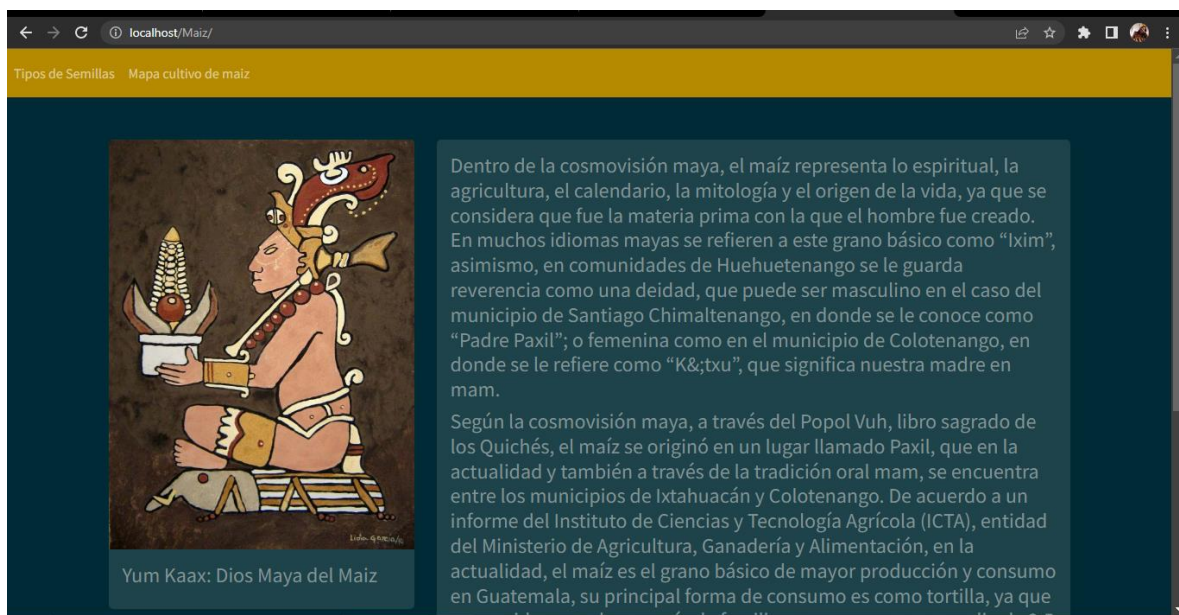 localhost/Maiz/
Tipos de Semillas Mapa cultivo de maiz
Dentro de la cosmovisión maya, el maíz representa lo espiritual, la
agricultura, el calendario, la mitología y el origen de la vida, ya que se
considera que fue la materia prima con la que el hombre fue creado.
En muchos idiomas mayas se refieren a este grano básico como “Ixim”,
asimismo, en comunidades de Huehuetenango se le guarda
reverencia como una deidad, que puede ser masculino en el caso del
municipio de Santiago Chimaltenango, en donde se le conoce como
“Padre Paxil”; o femenina como en el municipio de Colotenango, en
donde se le refiere como “K&;txu”, que significa nuestra madre en
mam.
Según la cosmovisión maya, a través del Popol Vuh, libro sagrado de
los Quichés, el maíz se originó en un lugar llamado Paxil, que en la
actualidad y también a través de la tradición oral mam, se encuentra
entre los municipios de Ixtahuacán y Colotenango. De acuerdo a un
informe del Instituto de Ciencias y Tecnología Agrícola (ICTA), entidad
del Ministerio de Agricultura, Ganadería y Alimentación, en la
actualidad, el maíz es el grano básico de mayor producción y consumo
en Guatemala, su principal forma de consumo es como tortilla, ya que
Yum Kaax: Dios Maya del Maiz